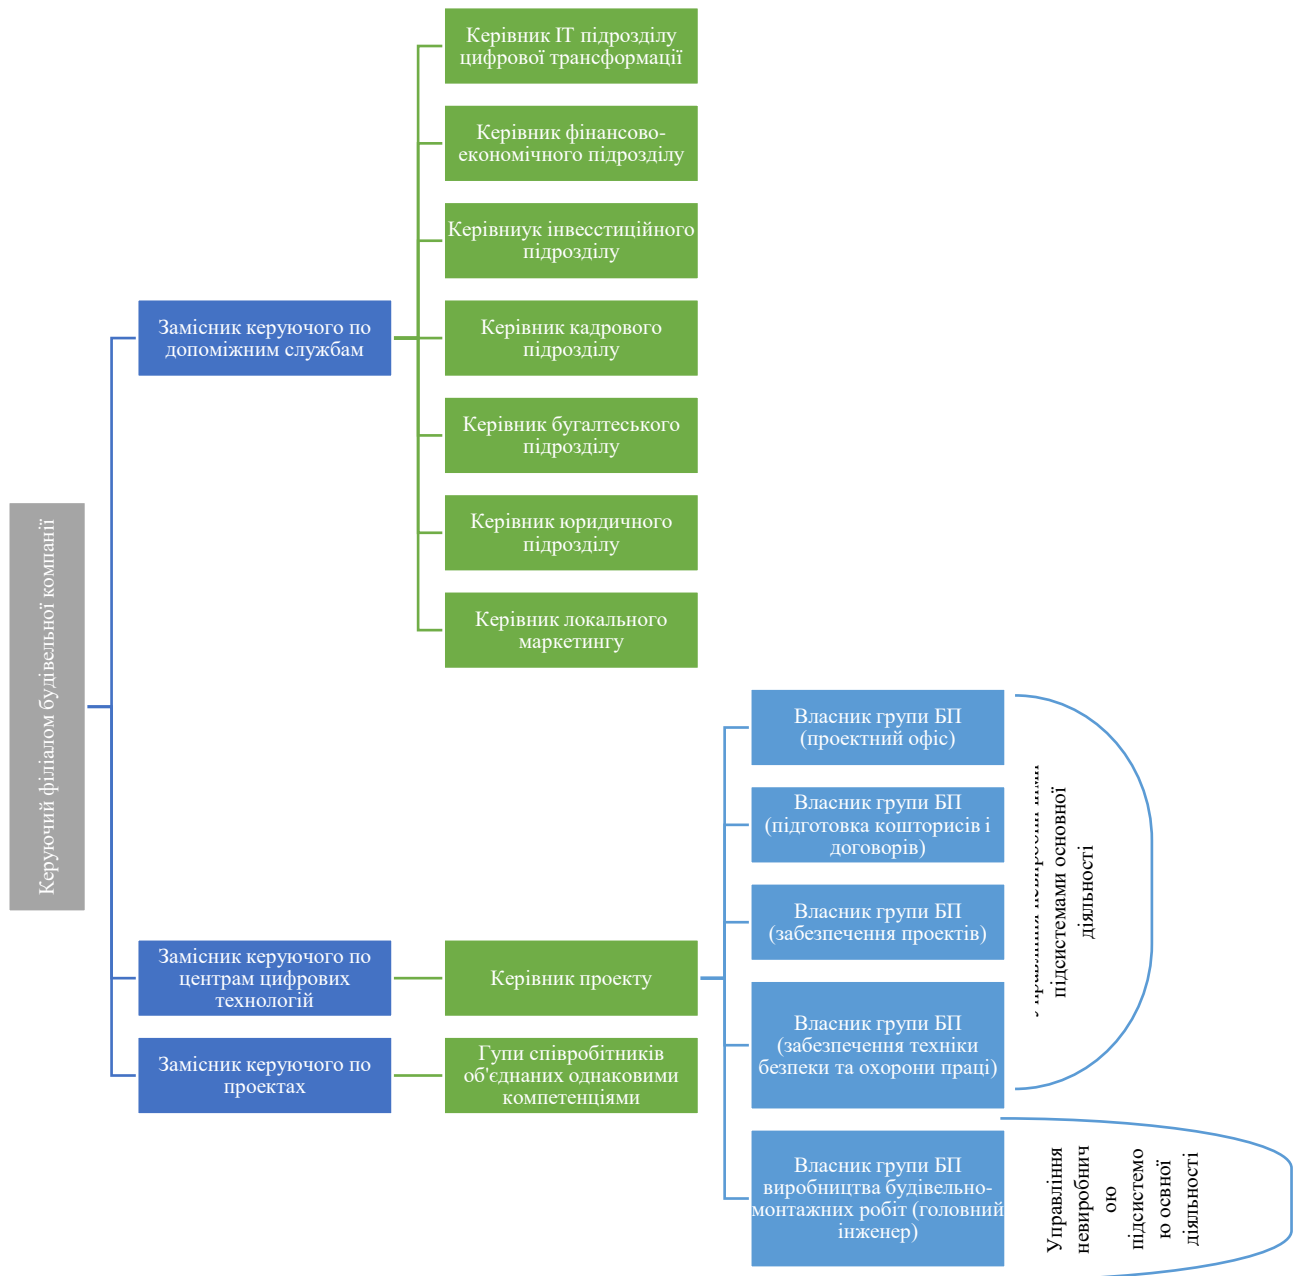 Керівник ІТ підрозділу
цифрової трансформації
Керівник фінансово-
економічного підрозділу
Керівниук інвесстиційного
підрозділу
Замісник керуючого по
допоміжним службам
Керівник кадрового
підрозділу
Керівник бугалтеського
підрозділу
Керівник юридичного
підрозділу
Керівник локального
маркетингу
Керуючий філіалом будівельної компанії
Замісник керуючого по
центрам цифрових
технологій
Керівник проекту
Замісник керуючого по
проектах
Гупи співробітників
об'єднаних однаковими
компетенціями
Власник групи БП
(проектний офіс)
Власник групи БП
(підготовка кошторисів і
договорів)
Власник групи БП
(забезпечення проектів)
Власник групи БП
(забезпечення техніки
безпеки та охорони праці)
Власник групи БП
виробництва будівельно-
монтажних робіт (головний
інженер)
підсистемами основної
діяльності
Управління
невиробнич
ою
підсистемо
ю освної
діяльності